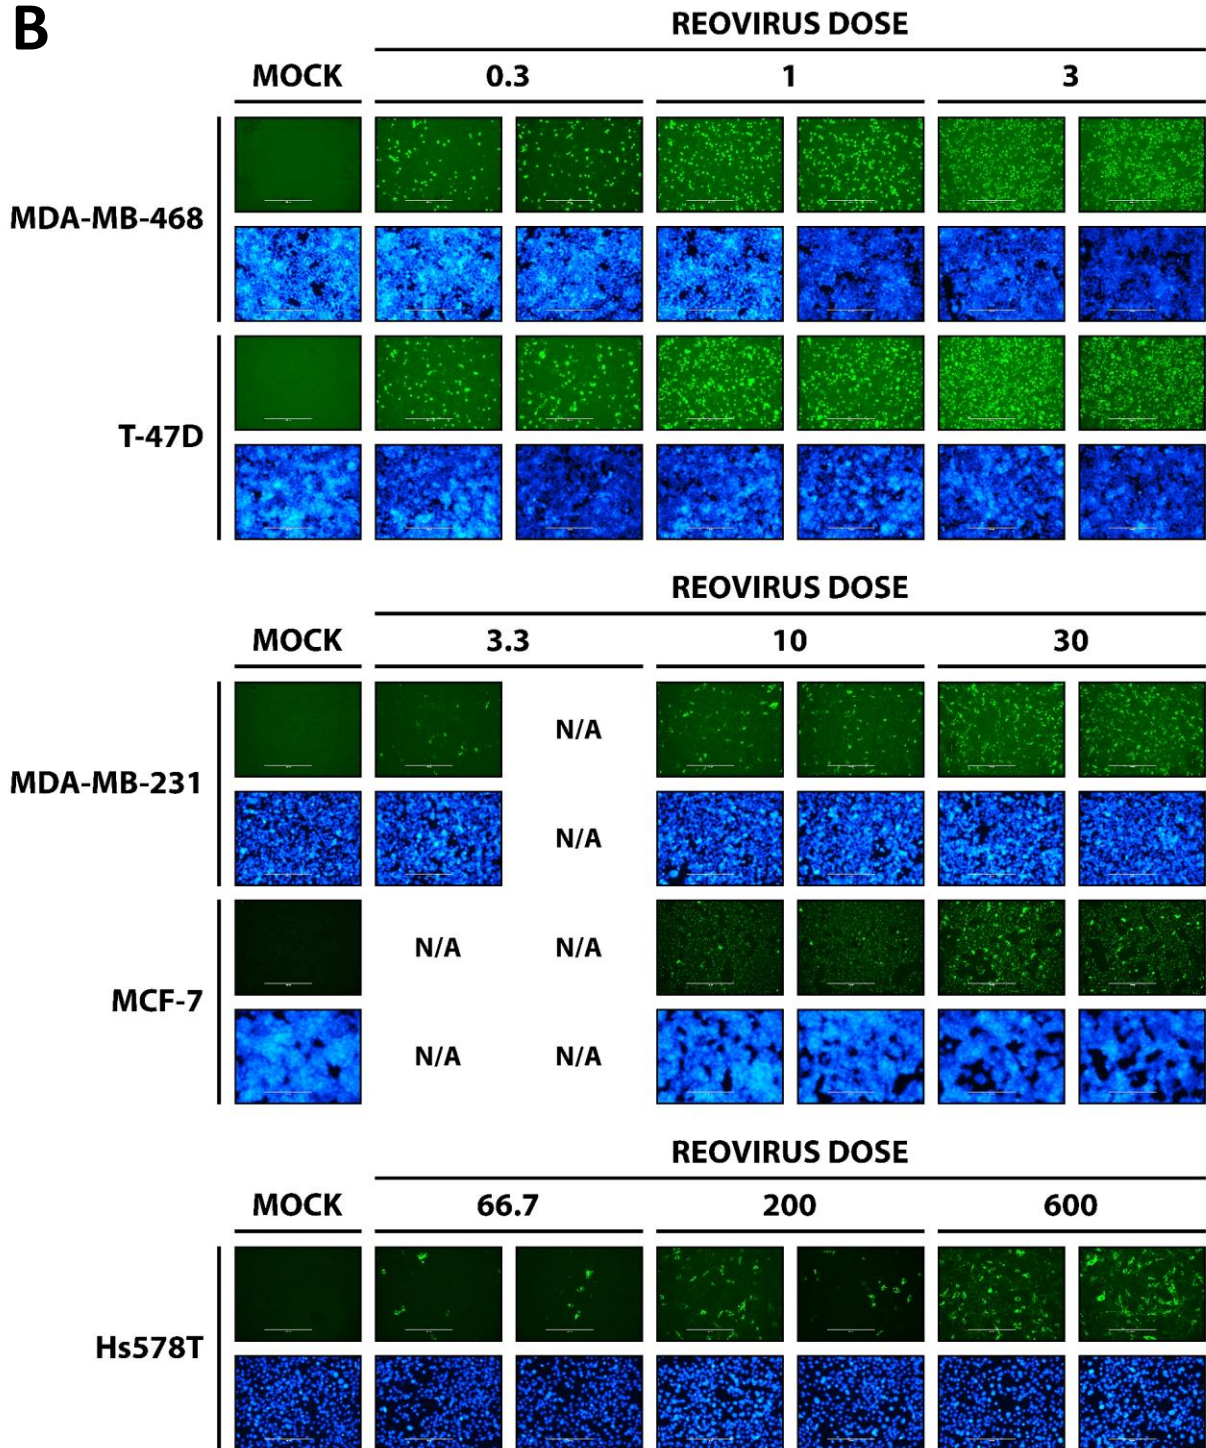 B
REOVIRUS DOSE
MOCK 0.3 1 3
MDA-MB-468
T-47D
REOVIRUS DOSE
MOCK 3.3 10 30
N/A
MDA-MB-231
N/A
N/A N/A
MCF-7
N/A N/A
REOVIRUS DOSE
MOCK 66.7 200 600
Hs578T